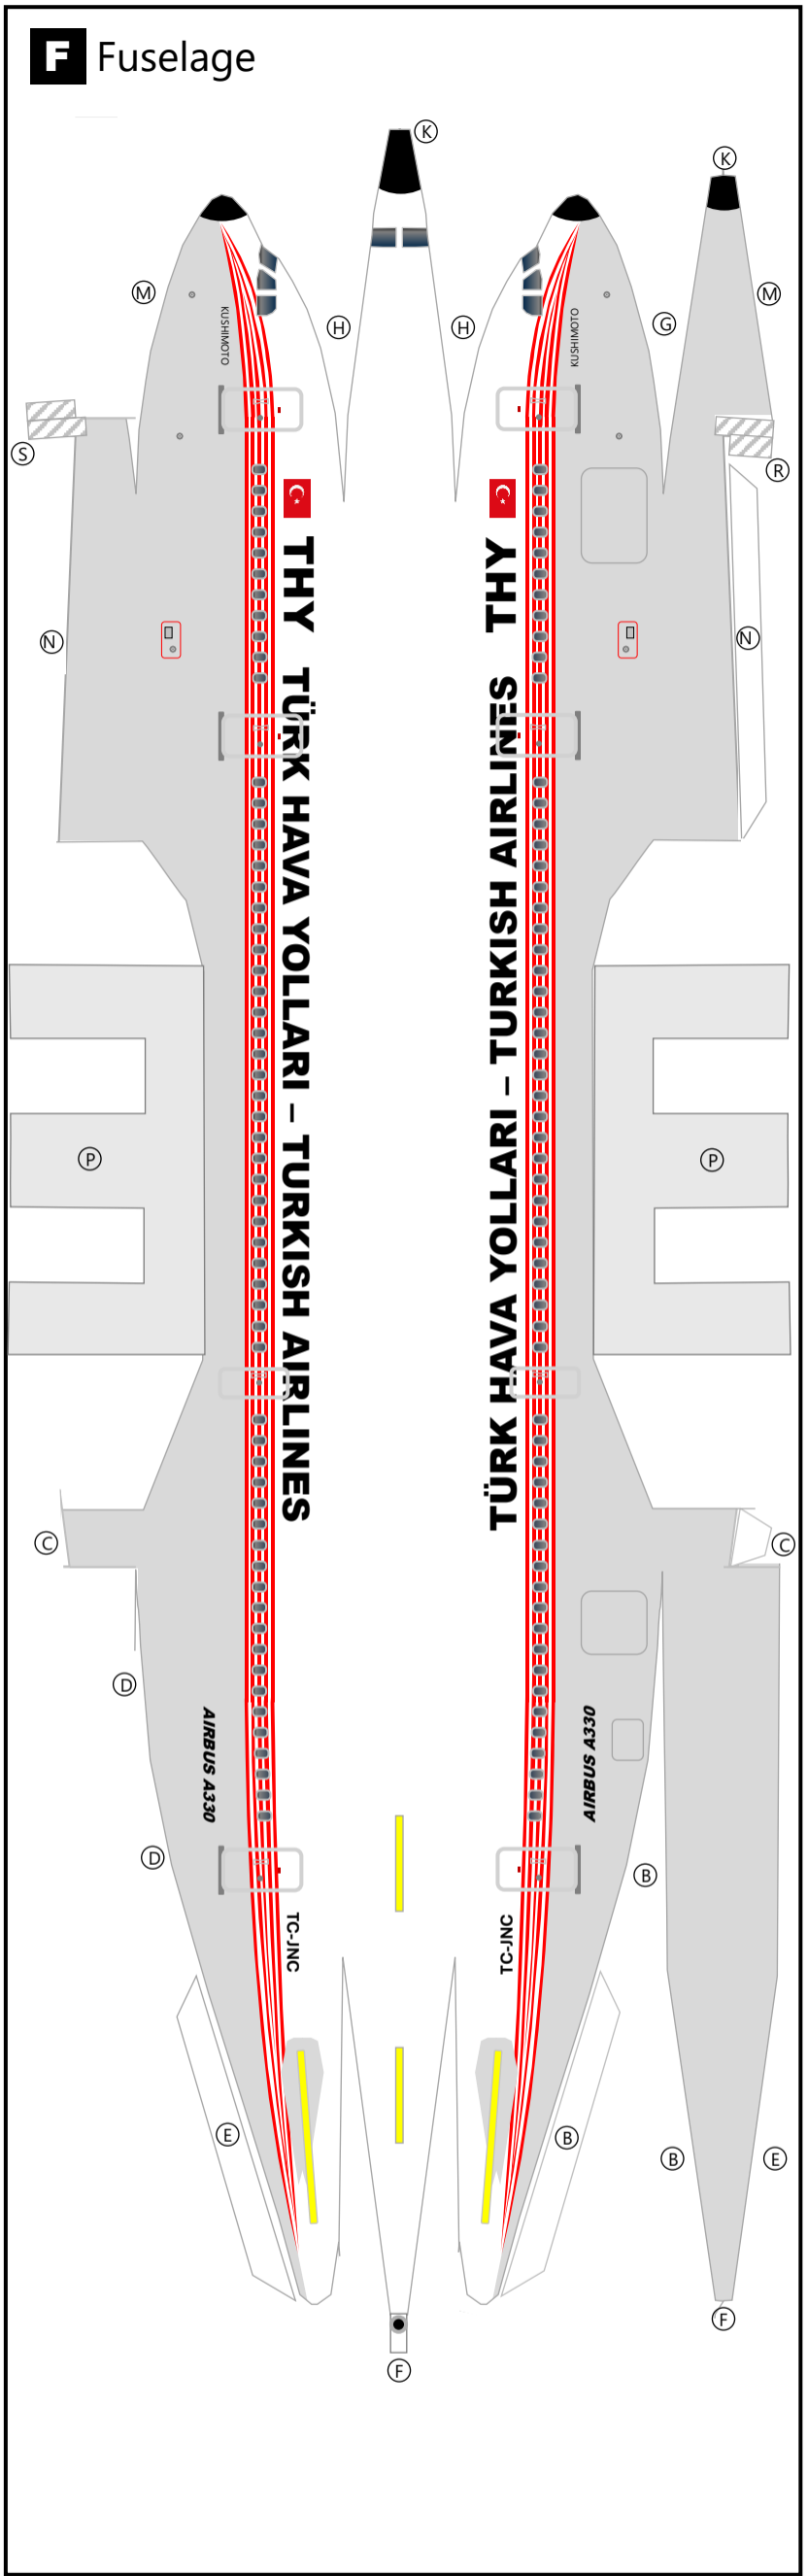 F Fuselage
K
K
M
M
H
H
G
KUSHIMOTO
KUSHIMOTO
S
R
THY
THY
N
N
TÜRK HAVA YOLLARI – TURKISH AIRLINES
TÜRK HAVA YOLLARI – TURKISH AIRLINES
P
P
C
C
D
AIRBUS A330
AIRBUS A330
D
B
TC-JNC
TC-JNC
E
B
B
E
F
F